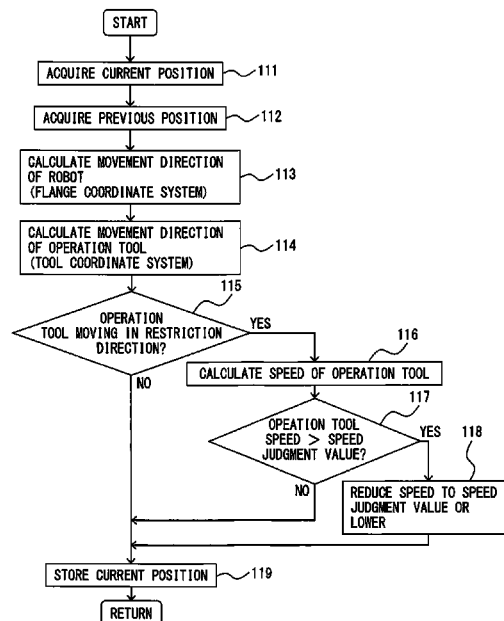 START
ACQUIRE CURRENT POSITION
111
ACQUIRE PREVIOUS POSITION
112
CALCULATE MOVEMENT DIRECTION
OF ROBOT
(FLANGE COORDINATE SYSTEM)
113
CALCULATE MOVEMENT DIRECTION
OF OPERATION TOOL
(TOOL COORDINATE SYSTEM)
114
115
OPERATION
TOOL MOVING IN RESTRICTION
DIRECTION?
YES
NO
116
CALCULATE SPEED OF OPERATION TOOL
117
OPEATION TOOL
SPEED > SPEED
JUDGMENT VALUE?
YES
NO
118
REDUCE SPEED TO SPEED
JUDGMENT VALUE OR
LOWER
STORE CURRENT POSITION
119
RETURN